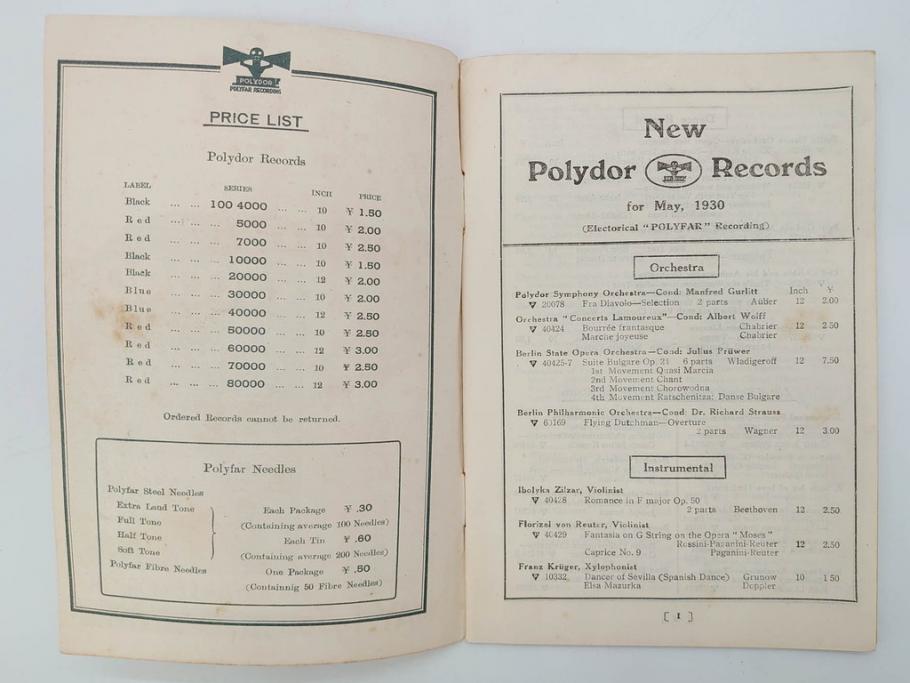 POLYDOR
POLYFAR RECORDING
PRICE LIST
Polydor Records
LABEL SERIES INCH PRICE
Black ... ... 100 4000 ... ... 10 ¥ 1.50
Red ... ... ... 5000 ... ... 10 ¥ 2.00
Red ... ... ... 7000 ... ... 10 ¥ 2.50
Black ... ... ... 10000 ... ... 10 ¥ 1.50
Black ... ... ... 20000 ... ... 12 ¥ 2.00
Blue ... ... ... 30000 ... ... 10 ¥ 2.00
Blue ... ... ... 40000 ... ... 12 ¥ 2.50
Red ... ... ... 50000 ... ... 10 ¥ 2.50
Red ... ... ... 60000 ... ... 12 ¥ 3.00
Red ... ... ... 70000 ... ... 10 ¥ 2.50
Red ... ... ... 80000 ... ... 12 ¥ 3.00
Ordered Records cannot be returned.
Polyfar Needles
Polyfar Steel Needles
Extra Loud Tone
Full Tone
Half Tone
Soft Tone
Polyfar Fibre Needles
Each Package ¥ .30
(Containing average 100 Needles)
Each Tin ¥ .60
(Containing average 200 Needles)
One Package ¥ .50
(Containnig 50 Fibre Needles)
New
Polydor Records
for May, 1930
(Electorical "POLYFAR" Recording)
Orchestra
Inch ¥
Polydor Symphony Orchestra—Cond: Manfred Gurlitt
▽ 20078 Fra Diavolo—Selection 2 parts Auber 12 2.00
Orchestra "Concerts Lamoureux"—Cond: Albert Wolff
▽ 40424 Bourrée frantasque Chabrier 12 2.50
Marche joyeuse Chabrier
Berlin State Opera Orchestra—Cond: Julius Prüwer
▽ 40425-7 Suite Bulgare Op. 21 6 parts Wladigeroff 12 7.50
1st Movement Quasi Marcia
2nd Movement Chant
3rd Movement Chorowodna
4th Movement Ratschenitza: Danse Bulgare
Berlin Philharmonic Orchestra—Cond: Dr. Richard Strauss
▽ 60169 Flying Dutchman—Overture
2 parts Wagner 12 3.00
Instrumental
Ibolyka Zilzar, Violinist
▽ 40428 Romance in F major Op. 50
2 parts Beethoven 12 2.50
Florizel von Reuter, Violinist
▽ 40429 Fantasia on G String on the Opera "Moses"
Rossini-Paganini-Reuter 12 2.50
Caprice No. 9 Paganini-Reuter
Franz Krüger, Xylophonist
▽ 10332 Dancer of Sevilla (Spanish Dance) Grunow 10 1 50
Elsa Mazurka Doppler
[ 1 ]